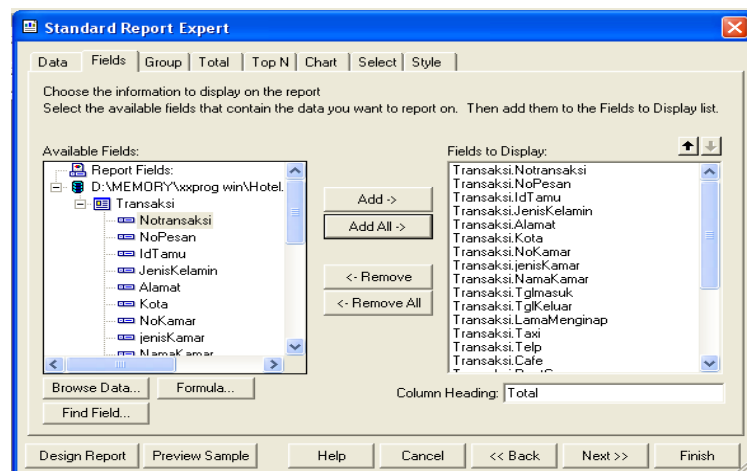 Standard Report Expert
Data Fields Group Total Top N Chart Select Style
Choose the information to display on the report
Select the available fields that contain the data you want to report on. Then add them to the Fields to Display list.
Available Fields:
Report Fields:
D:\MEMORY\xxprog win\Hotel.
Transaksi
Notransaksi
NoPesan
IdTamu
JenisKelamin
Alamat
Kota
NoKamar
jenisKamar
NamaKamar
Browse Data... Formula...
Find Field...
Add ->
Add All ->
<- Remove
<- Remove All
Fields to Display:
Transaksi.Notransaksi
Transaksi.NoPesan
Transaksi.IdTamu
Transaksi.JenisKelamin
Transaksi.Alamat
Transaksi.Kota
Transaksi.NoKamar
Transaksi.jenisKamar
Transaksi.NamaKamar
Transaksi.Tglmasuk
Transaksi.TglKeluar
Transaksi.LamaMenginap
Transaksi.Taxi
Transaksi.Telp
Transaksi.Cafe
Column Heading: Total
Design Report Preview Sample Help Cancel << Back Next >> Finish